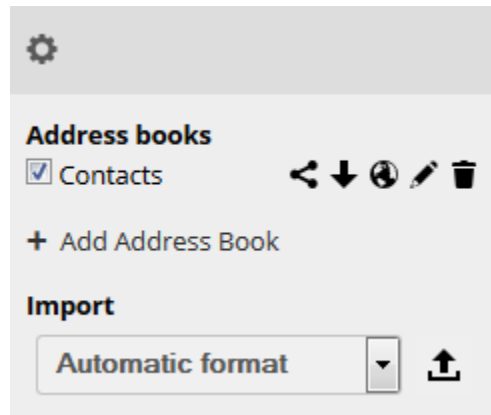 Address books
Contacts
+ Add Address Book
Import
Automatic format